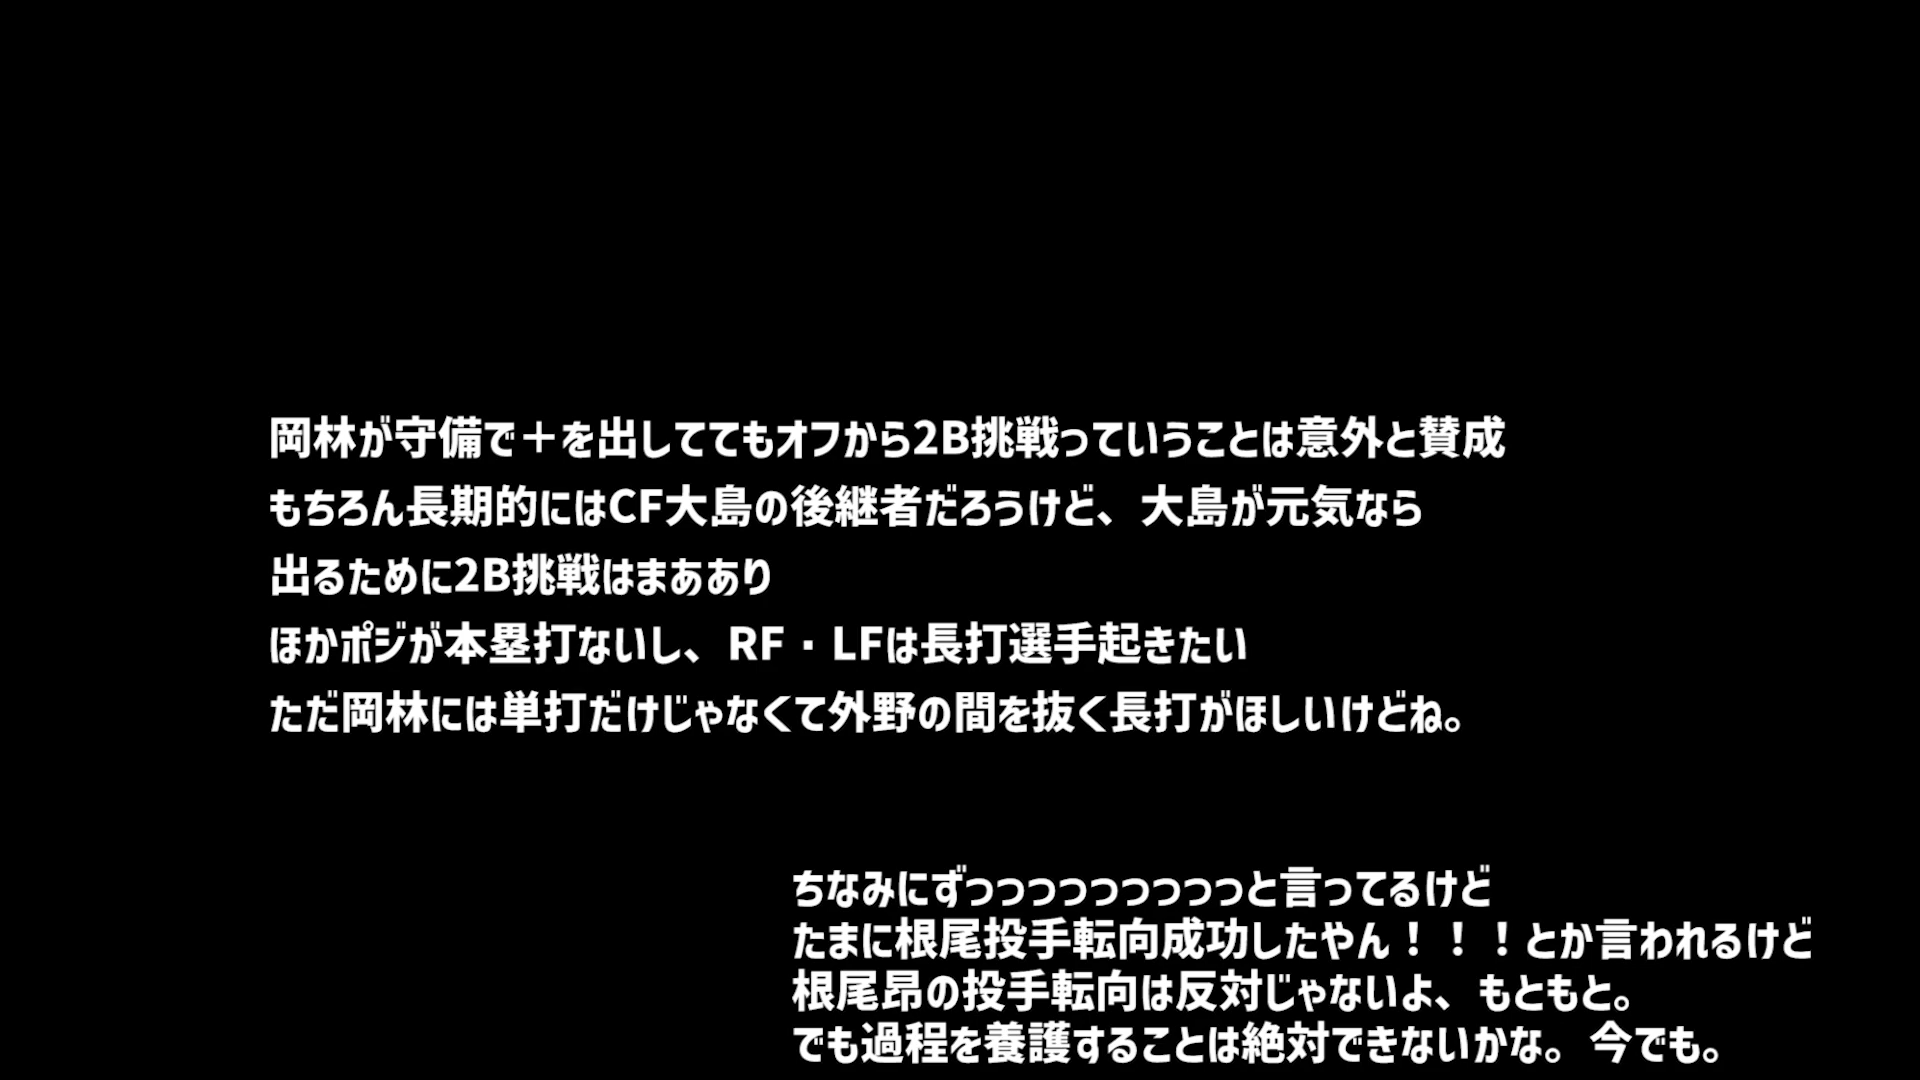 岡林が守備で＋を出しててもオフから2B挑戦っていうことは意外と賛成
もちろん長期的にはCF大島の後継者だろうけど、大島が元気なら
出るために2B挑戦はまああり
ほかポジが本塁打ないし、RF・LFは長打選手起きたい
ただ岡林には単打だけじゃなくて外野の間を抜く長打がほしいけどね。
ちなみにずっっっっっっっっっと言ってるけど
たまに根尾投手転向成功したやん！！！とか言われるけど
根尾昂の投手転向は反対じゃないよ、もともと。
でも過程を養護することは絶対できないかな。今でも。